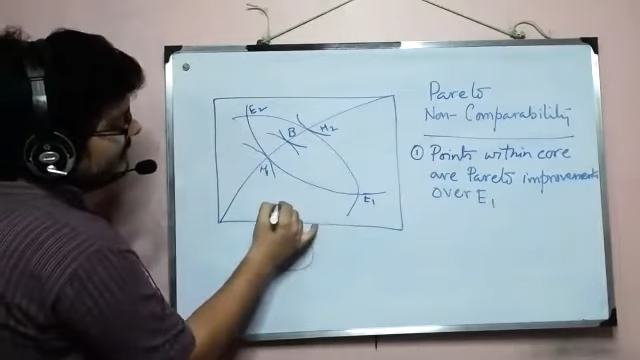 Pareto
Non-Comparability
① Points within core
are Pareto improvements
over E₁
E₂
B
M₂
M₁
E₁